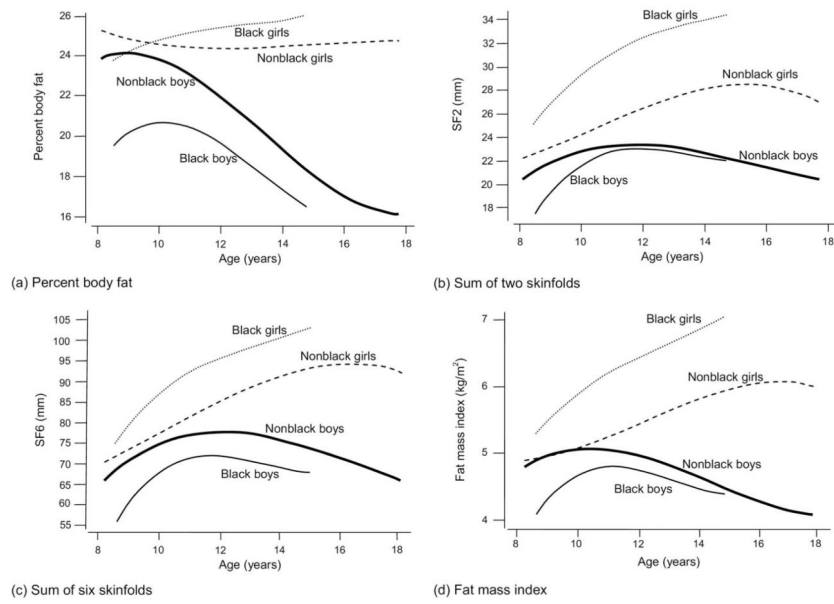 26
24
22
20
18
16
Percent body fat
Black girls
Nonblack girls
Nonblack boys
Black boys
8 10 12 14 16 18
Age (years)
(a) Percent body fat
34
32
30
28
26
24
22
20
18
SF2 (mm)
Black girls
Nonblack girls
Nonblack boys
Black boys
8 10 12 14 16 18
Age (years)
(b) Sum of two skinfolds
105
100
95
90
85
80
75
70
65
60
55
SF6 (mm)
Black girls
Nonblack girls
Nonblack boys
Black boys
8 10 12 14 16 18
Age (years)
(c) Sum of six skinfolds
7
6
5
4
Fat mass index (kg/m²)
Black girls
Nonblack girls
Nonblack boys
Black boys
8 10 12 14 16 18
Age (years)
(d) Fat mass index